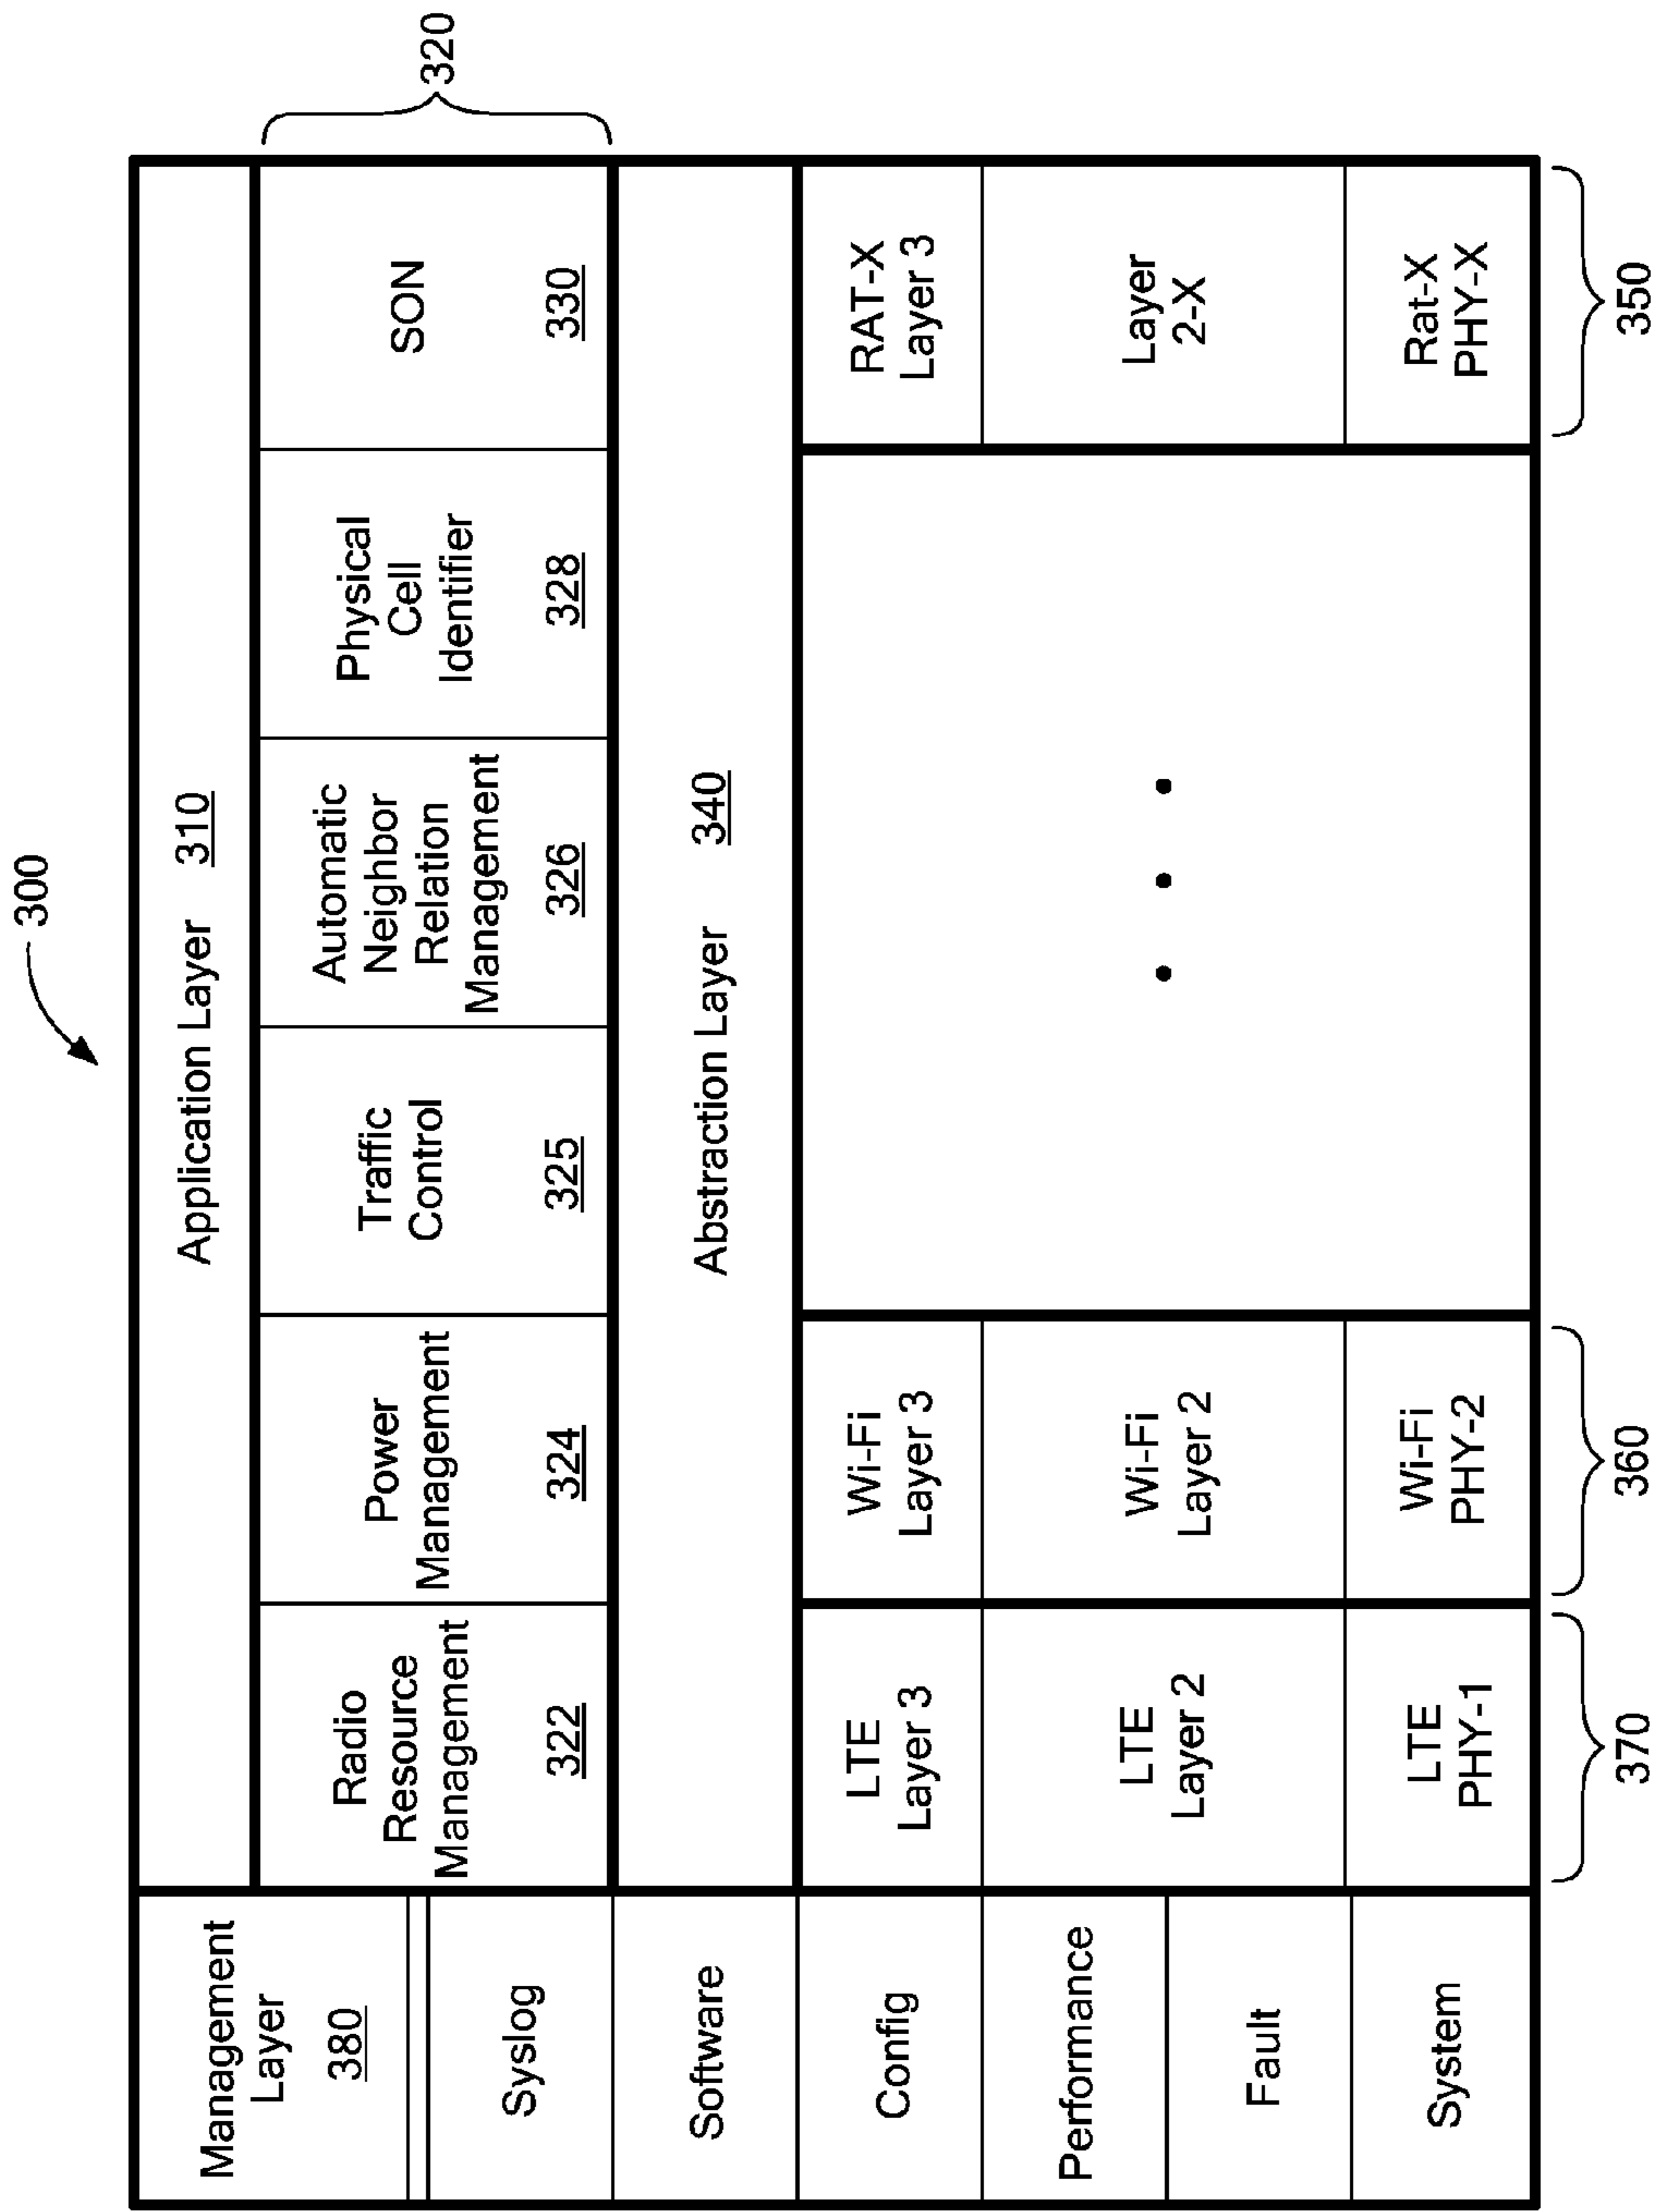 300
Management
Layer
380
Syslog
Software
Config
Performance
Fault
System
Application Layer 310
Radio
Resource
Management
322
Power
Management
324
Traffic
Control
325
Automatic
Neighbor
Relation
Management
326
Physical
Cell
Identifier
328
SON
330
320
Abstraction Layer 340
LTE
Layer 3
LTE
Layer 2
LTE
PHY-1
370
Wi-Fi
Layer 3
Wi-Fi
Layer 2
Wi-Fi
PHY-2
360
RAT-X
Layer 3
Layer
2-X
Rat-X
PHY-X
350